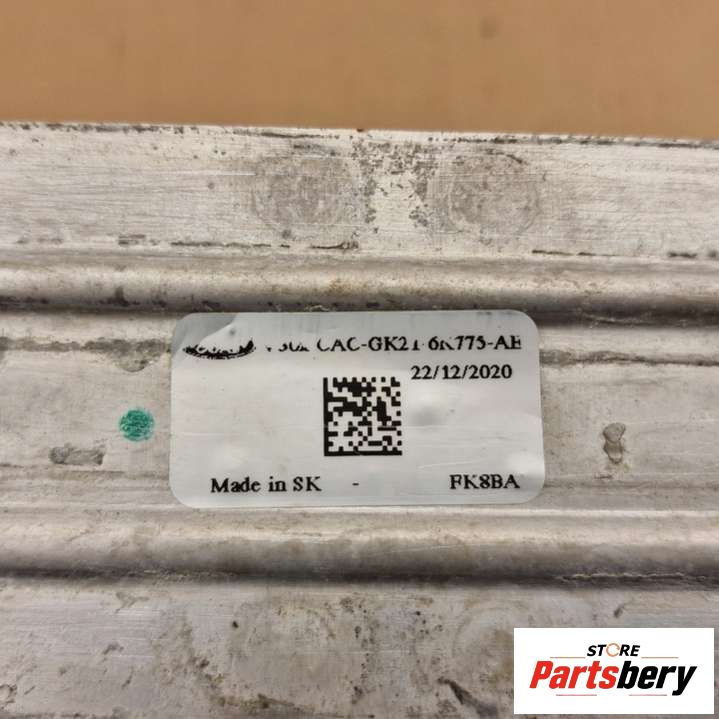 CAC-GK21-6K775-AE
22/12/2020
Made in SK -
FK8BA
STORE
Partsbery